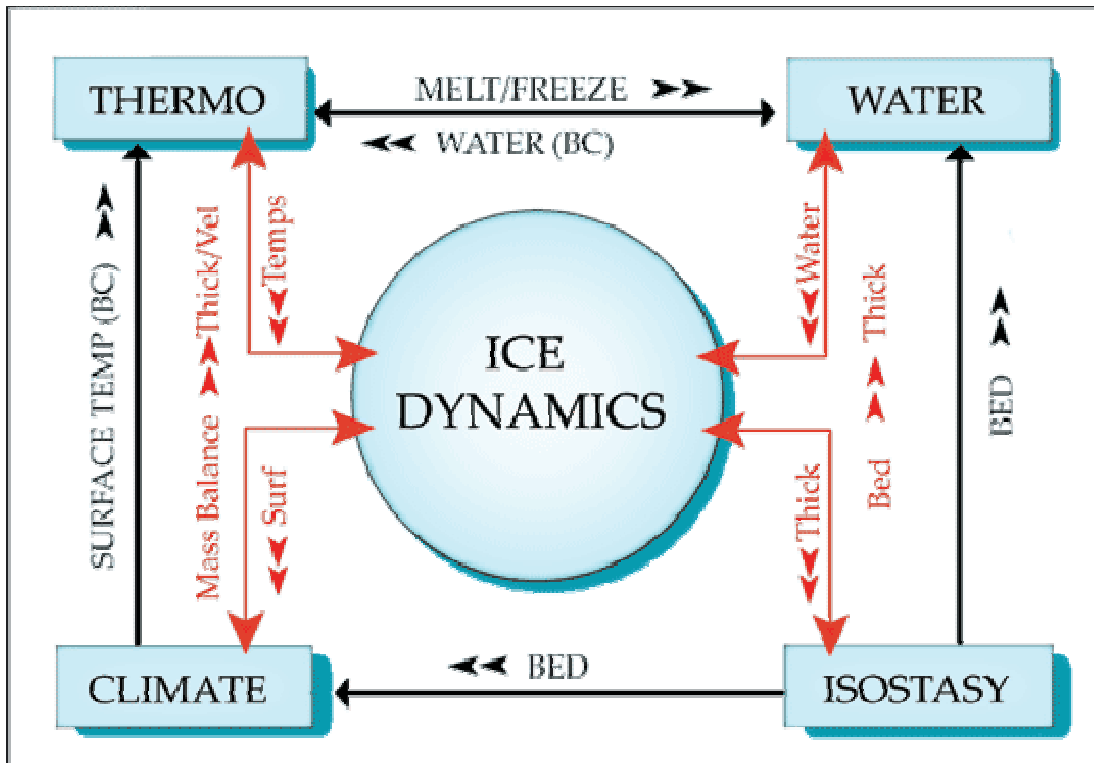 THERMO
MELT/FREEZE
WATER (BC)
WATER
SURFACE TEMP (BC)
Mass Balance
Thick/Vel
Temps
Surf
ICE
DYNAMICS
Water
Thick
Bed
Thick
BED
CLIMATE
BED
ISOSTASY